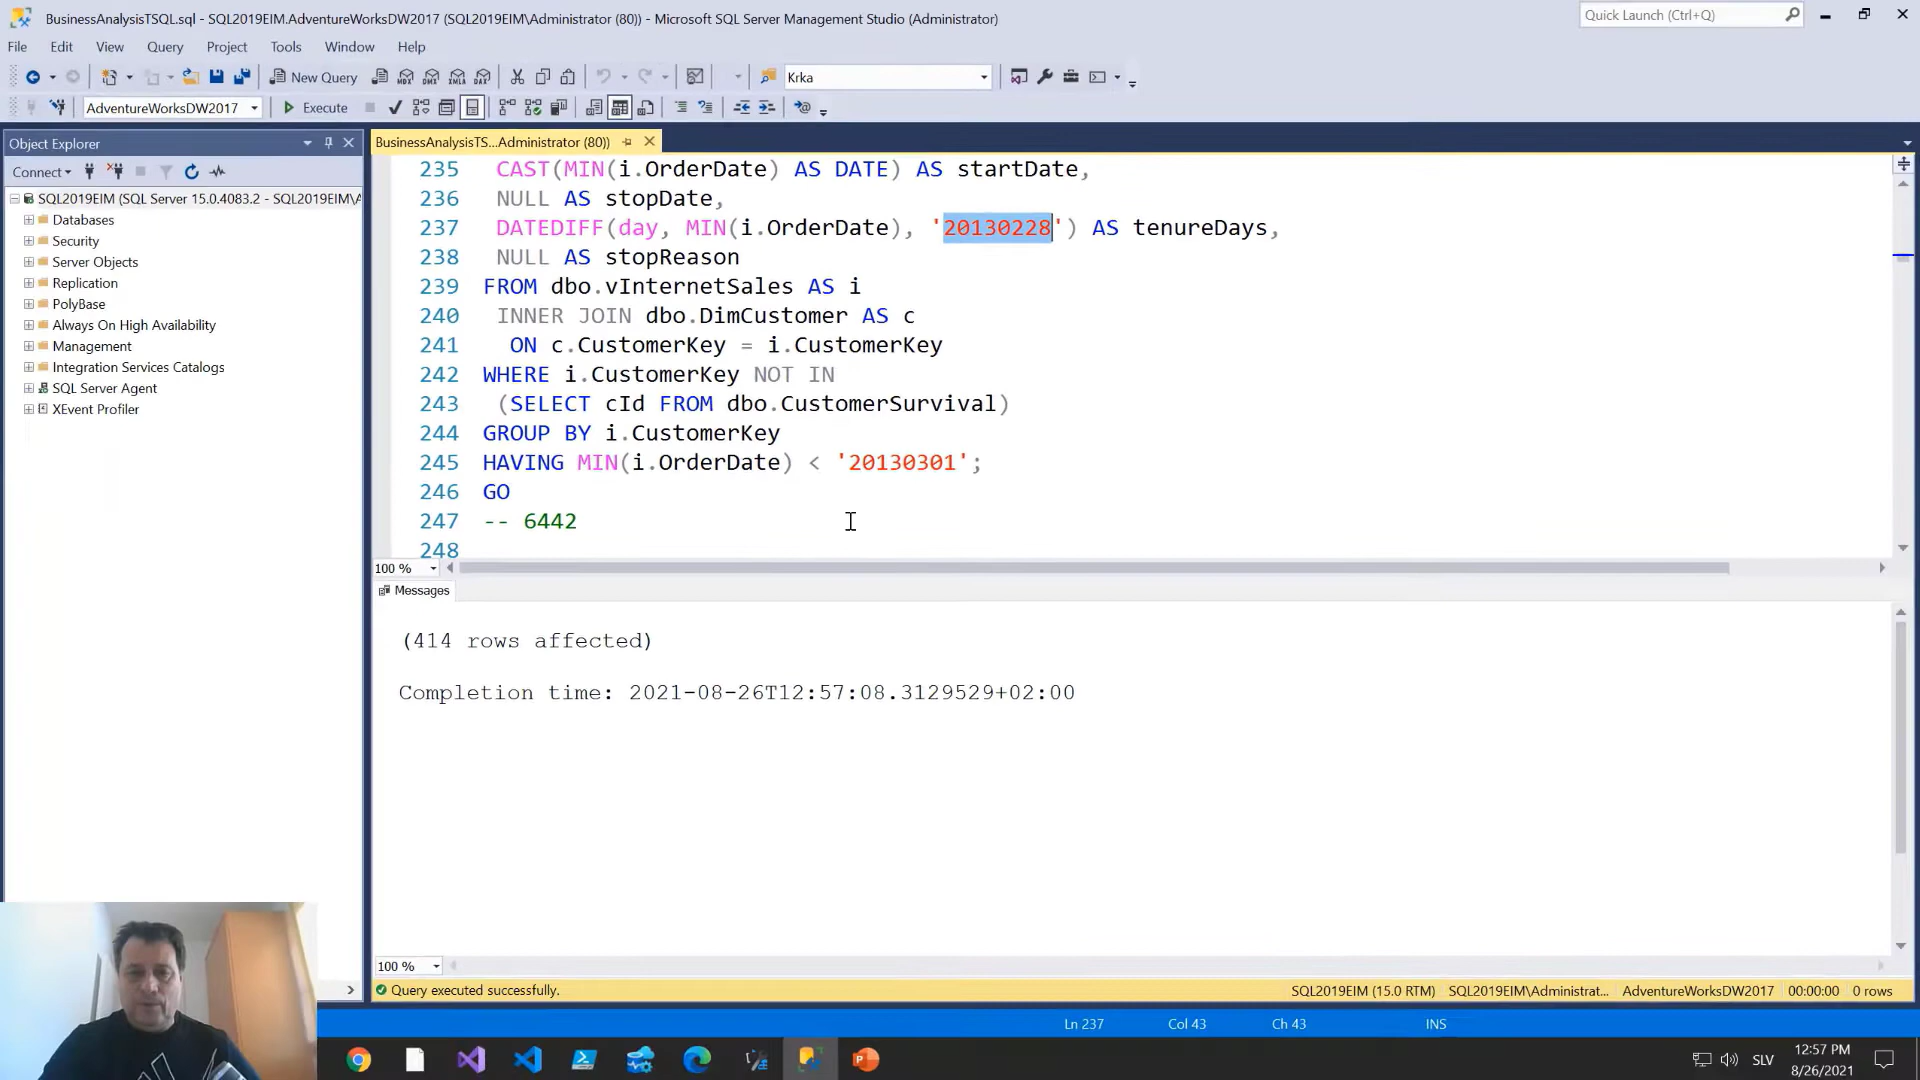 BusinessAnalysisTSQL.sql - SQL2019EIM.AdventureWorksDW2017 (SQL2019EIM\Administrator (80)) - Microsoft SQL Server Management Studio (Administrator)
Quick Launch (Ctrl+Q)
File Edit View Query Project Tools Window Help
New Query
Krka
AdventureWorksDW2017
Execute
Object Explorer
Connect
SQL2019EIM (SQL Server 15.0.4083.2 - SQL2019EIM\A
Databases
Security
Server Objects
Replication
PolyBase
Always On High Availability
Management
Integration Services Catalogs
SQL Server Agent
XEvent Profiler
BusinessAnalysisTS...Administrator (80))
235 CAST(MIN(i.OrderDate) AS DATE) AS startDate,
236 NULL AS stopDate,
237 DATEDIFF(day, MIN(i.OrderDate), '20130228') AS tenureDays,
238 NULL AS stopReason
239 FROM dbo.vInternetSales AS i
240 INNER JOIN dbo.DimCustomer AS c
241 ON c.CustomerKey = i.CustomerKey
242 WHERE i.CustomerKey NOT IN
243 (SELECT cId FROM dbo.CustomerSurvival)
244 GROUP BY i.CustomerKey
245 HAVING MIN(i.OrderDate) < '20130301';
246 GO
247 -- 6442
248
100 %
Messages
(414 rows affected)
Completion time: 2021-08-26T12:57:08.3129529+02:00
100 %
Query executed successfully.
SQL2019EIM (15.0 RTM) SQL2019EIM\Administrat... AdventureWorksDW2017 00:00:00 0 rows
Ln 237 Col 43 Ch 43 INS
SLV
12:57 PM
8/26/2021